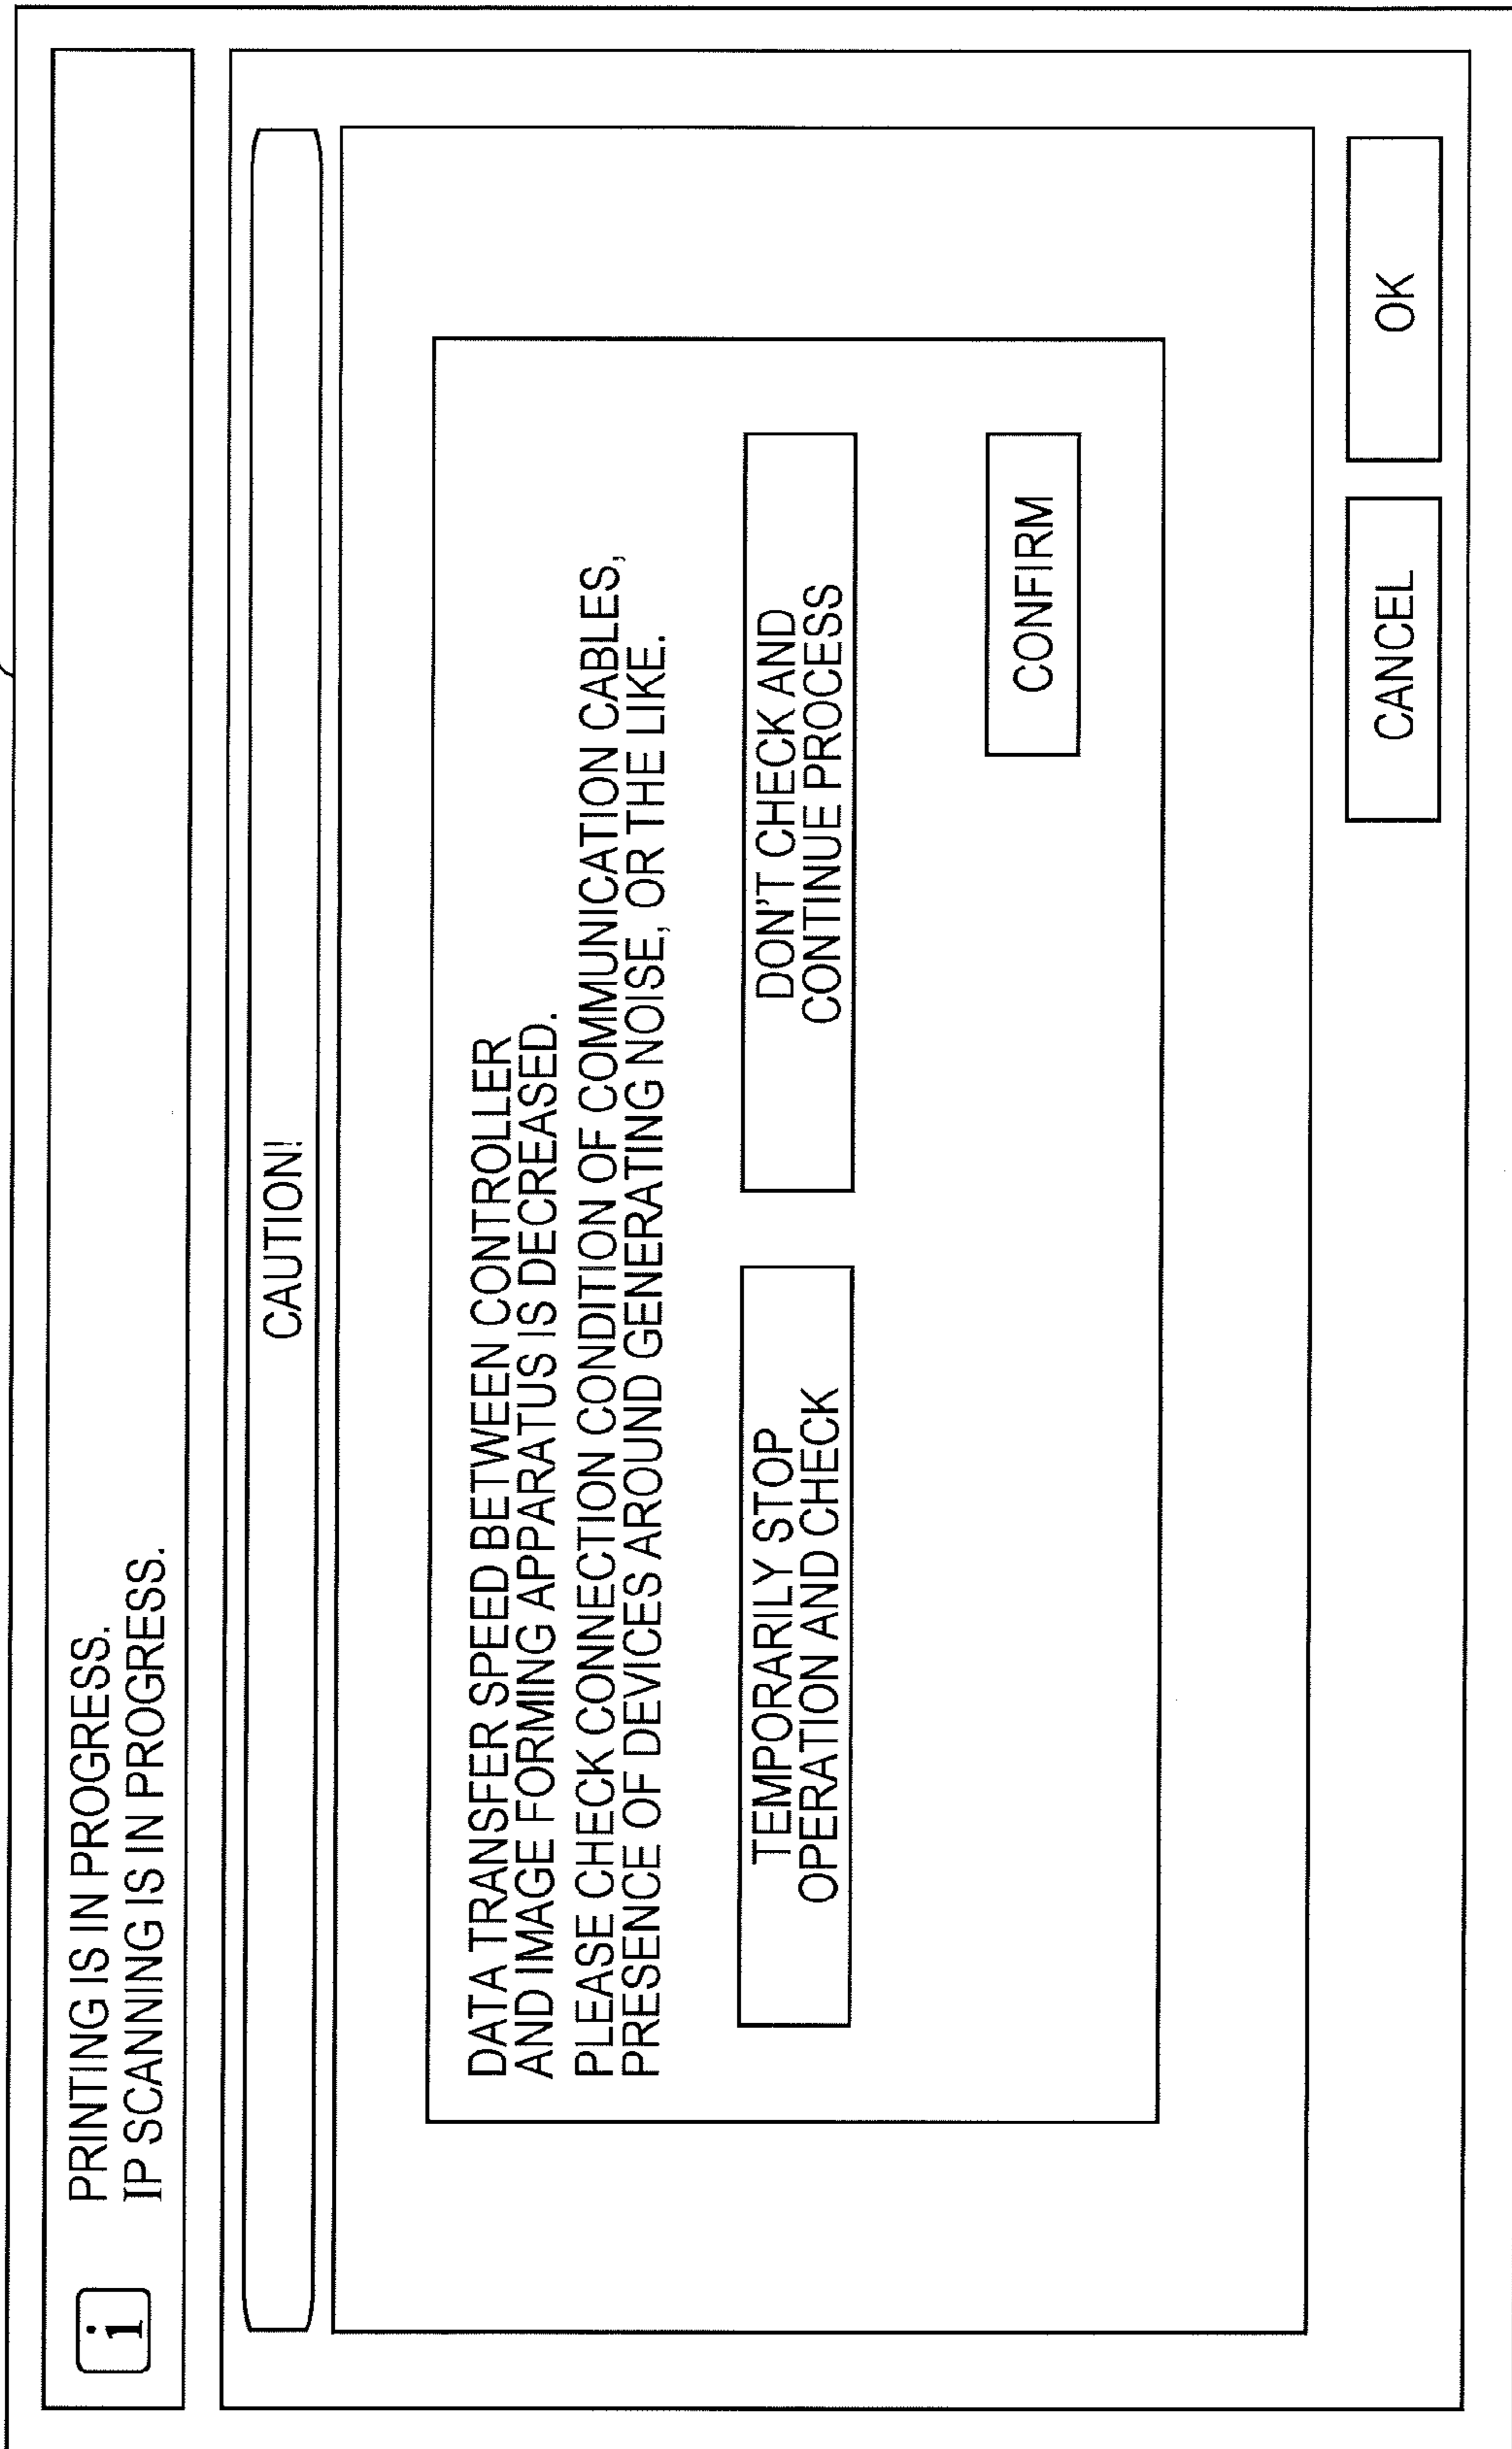 i
PRINTING IS IN PROGRESS.
IP SCANNING IS IN PROGRESS.
CAUTION!
DATA TRANSFER SPEED BETWEEN CONTROLLER
AND IMAGE FORMING APPARATUS IS DECREASED.
PLEASE CHECK CONNECTION CONDITION OF COMMUNICATION CABLES,
PRESENCE OF DEVICES AROUND GENERATING NOISE, OR THE LIKE.
TEMPORARILY STOP
OPERATION AND CHECK
DON'T CHECK AND
CONTINUE PROCESS
CONFIRM
CANCEL
OK